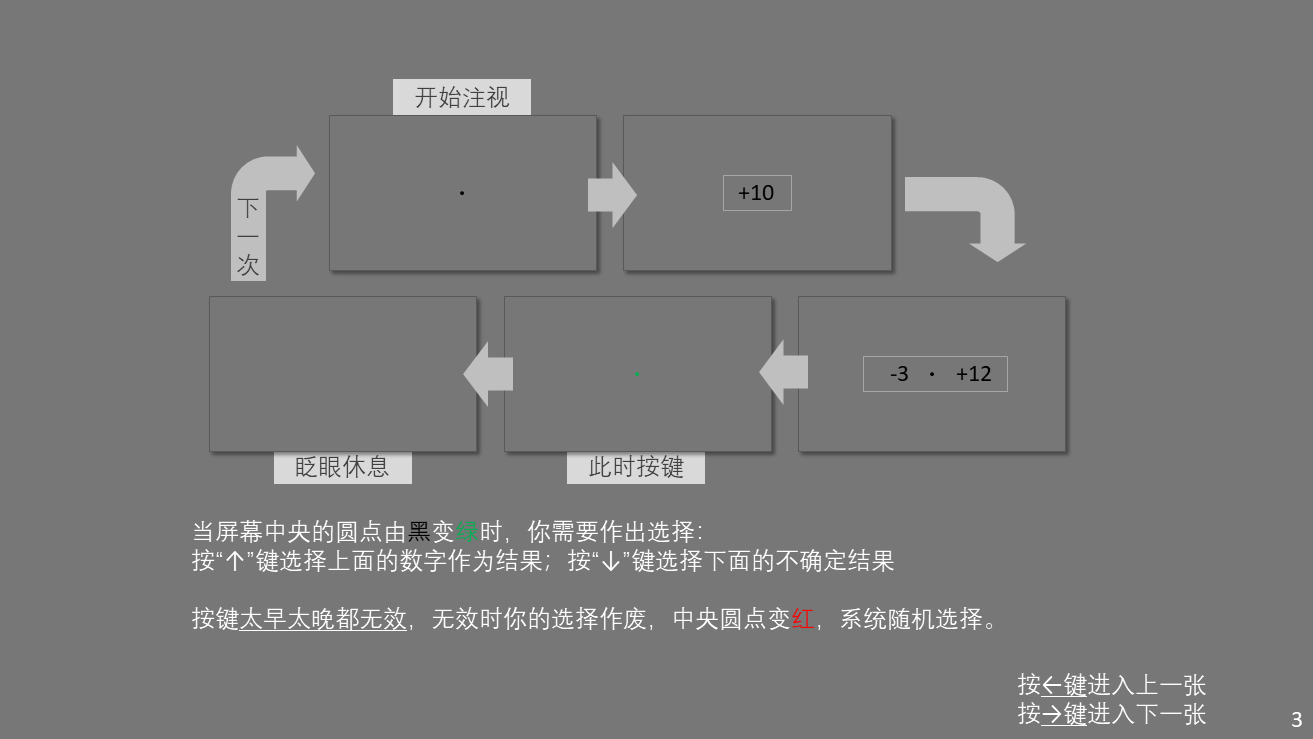 开始注视
下一次
·
+10
-3 · +12
·
眨眼休息
此时按键
当屏幕中央的圆点由黑变绿时，你需要作出选择：
按“↑”键选择上面的数字作为结果；按“↓”键选择下面的不确定结果
按键太早太晚都无效，无效时你的选择作废，中央圆点变红，系统随机选择。
按←键进入上一张
按→键进入下一张
3